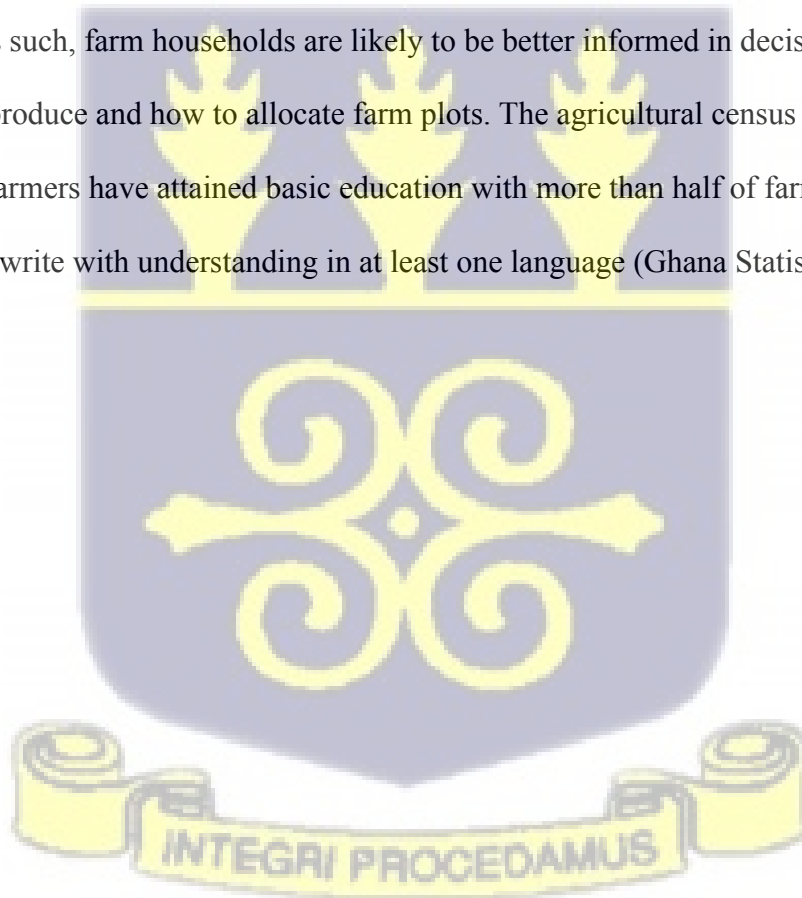 s such, farm households are likely to be better informed in decis
produce and how to allocate farm plots. The agricultural census
armers have attained basic education with more than half of far
write with understanding in at least one language (Ghana Statis
INTEGRI PROCEDAMUS